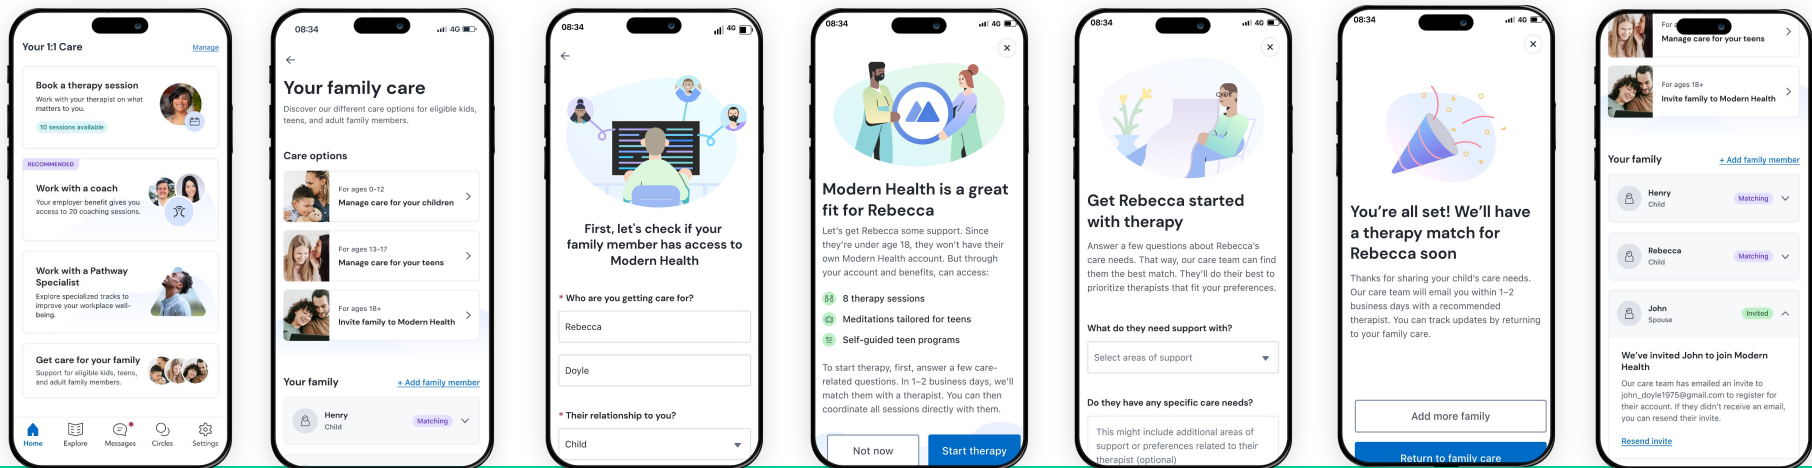 Your 1:1 Care
Manage
Book a therapy session
Work with your therapist on what
matters to you.
10 sessions available
RECOMMENDED
Work with a coach
Your employer benefit gives you
access to 20 coaching sessions.
Work with a Pathway
Specialist
Explore specialized tracks to
improve your workplace well-
being.
Get care for your family
Support for eligible kids, teens,
and adult family members.
Home
Explore
Messages
Circles
Settings
08:34
4G
Your family care
Discover our different care options for eligible kids,
teens, and adult family members.
Care options
For ages 0-12
Manage care for your children
For ages 13-17
Manage care for your teens
For ages 18+
Invite family to Modern Health
Your family
+ Add family member
Henry
Child
Matching
08:34
4G
First, let's check if your
family member has access to
Modern Health
* Who are you getting care for?
Rebecca
Doyle
* Their relationship to you?
Child
08:34
4G
Modern Health is a great
fit for Rebecca
Let's get Rebecca some support. Since
they're under age 18, they won't have their
own Modern Health account. But through
your account and benefits, can access:
8 therapy sessions
Meditations tailored for teens
Self-guided teen programs
To start therapy, first, answer a few care-
related questions. In 1–2 business days, we'll
match them with a therapist. You can then
coordinate all sessions directly with them.
Not now
Start therapy
08:34
4G
Get Rebecca started
with therapy
Answer a few questions about Rebecca's
care needs. That way, our care team can find
them the best match. They'll do their best to
prioritize therapists that fit your preferences.
What do they need support with?
Select areas of support
Do they have any specific care needs?
This might include additional areas of
support or preferences related to their
therapist (optional)
08:34
4G
You're all set! We'll have
a therapy match for
Rebecca soon
Thanks for sharing your child's care needs.
Our care team will email you within 1–2
business days with a recommended
therapist. You can track updates by returning
to your family care.
Add more family
Return to family care
For
Manage care for your teens
For ages 18+
Invite family to Modern Health
Your family
+ Add family member
Henry
Child
Matching
Rebecca
Child
Matching
John
Spouse
Invited
We've invited John to join Modern
Health
Our care team has emailed an invite to
john_doyle1975@gmail.com to register for
their account. If they didn't receive an email,
you can resend their invite.
Resend invite